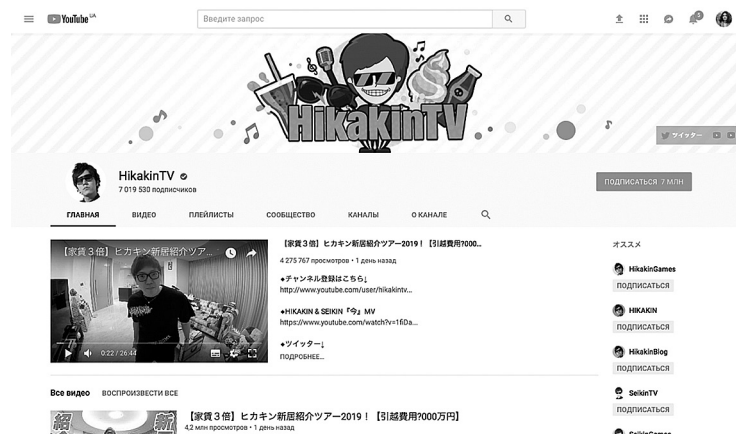 YouTube UA
Введите запрос
2
HikakinTV
ツイッター
HikakinTV
7 019 530 подписчиков
ПОДПИСАТЬСЯ 7 МЛН
ГЛАВНАЯ ВИДЕО ПЛЕЙЛИСТЫ СООБЩЕСТВО КАНАЛЫ О КАНАЛЕ
【家賃３倍】ヒカキン新居紹介ツア...
0:22 / 26:44
【家賃３倍】ヒカキン新居紹介ツアー2019！【引越費用?000...
4 275 767 просмотров • 1 день назад
◆チャンネル登録はこちら↓
http://www.youtube.com/user/hikakintv...
◆HIKAKIN & SEIKIN『今』MV
https://www.youtube.com/watch?v=1fiDa...
◆ツイッター↓
ПОДРОБНЕЕ...
オススメ
HikakinGames
ПОДПИСАТЬСЯ
HIKAKIN
ПОДПИСАТЬСЯ
HikakinBlog
ПОДПИСАТЬСЯ
SeikinTV
ПОДПИСАТЬСЯ
SeikinGames
Все видео ВОСПРОИЗВЕСТИ ВСЕ
紹 新
【家賃３倍】ヒカキン新居紹介ツアー2019！【引越費用?000万円】
4,2 млн просмотров • 1 день назад